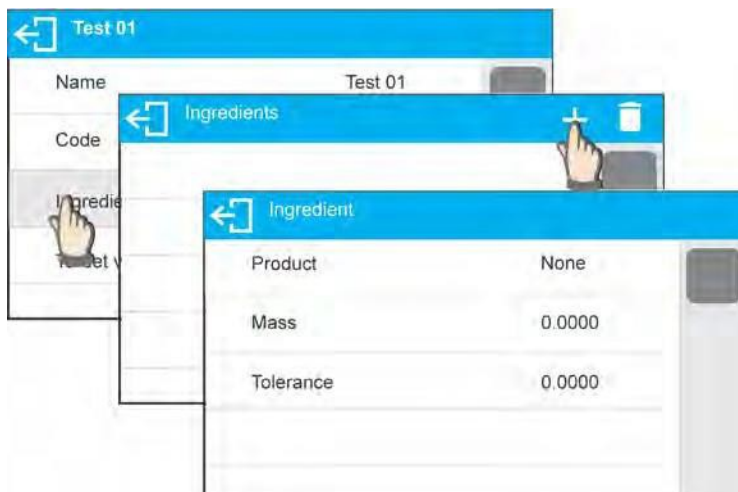 Test 01
Name Test 01
Code
Ingredients
Ingredient
Product None
Mass 0.0000
Tolerance 0.0000